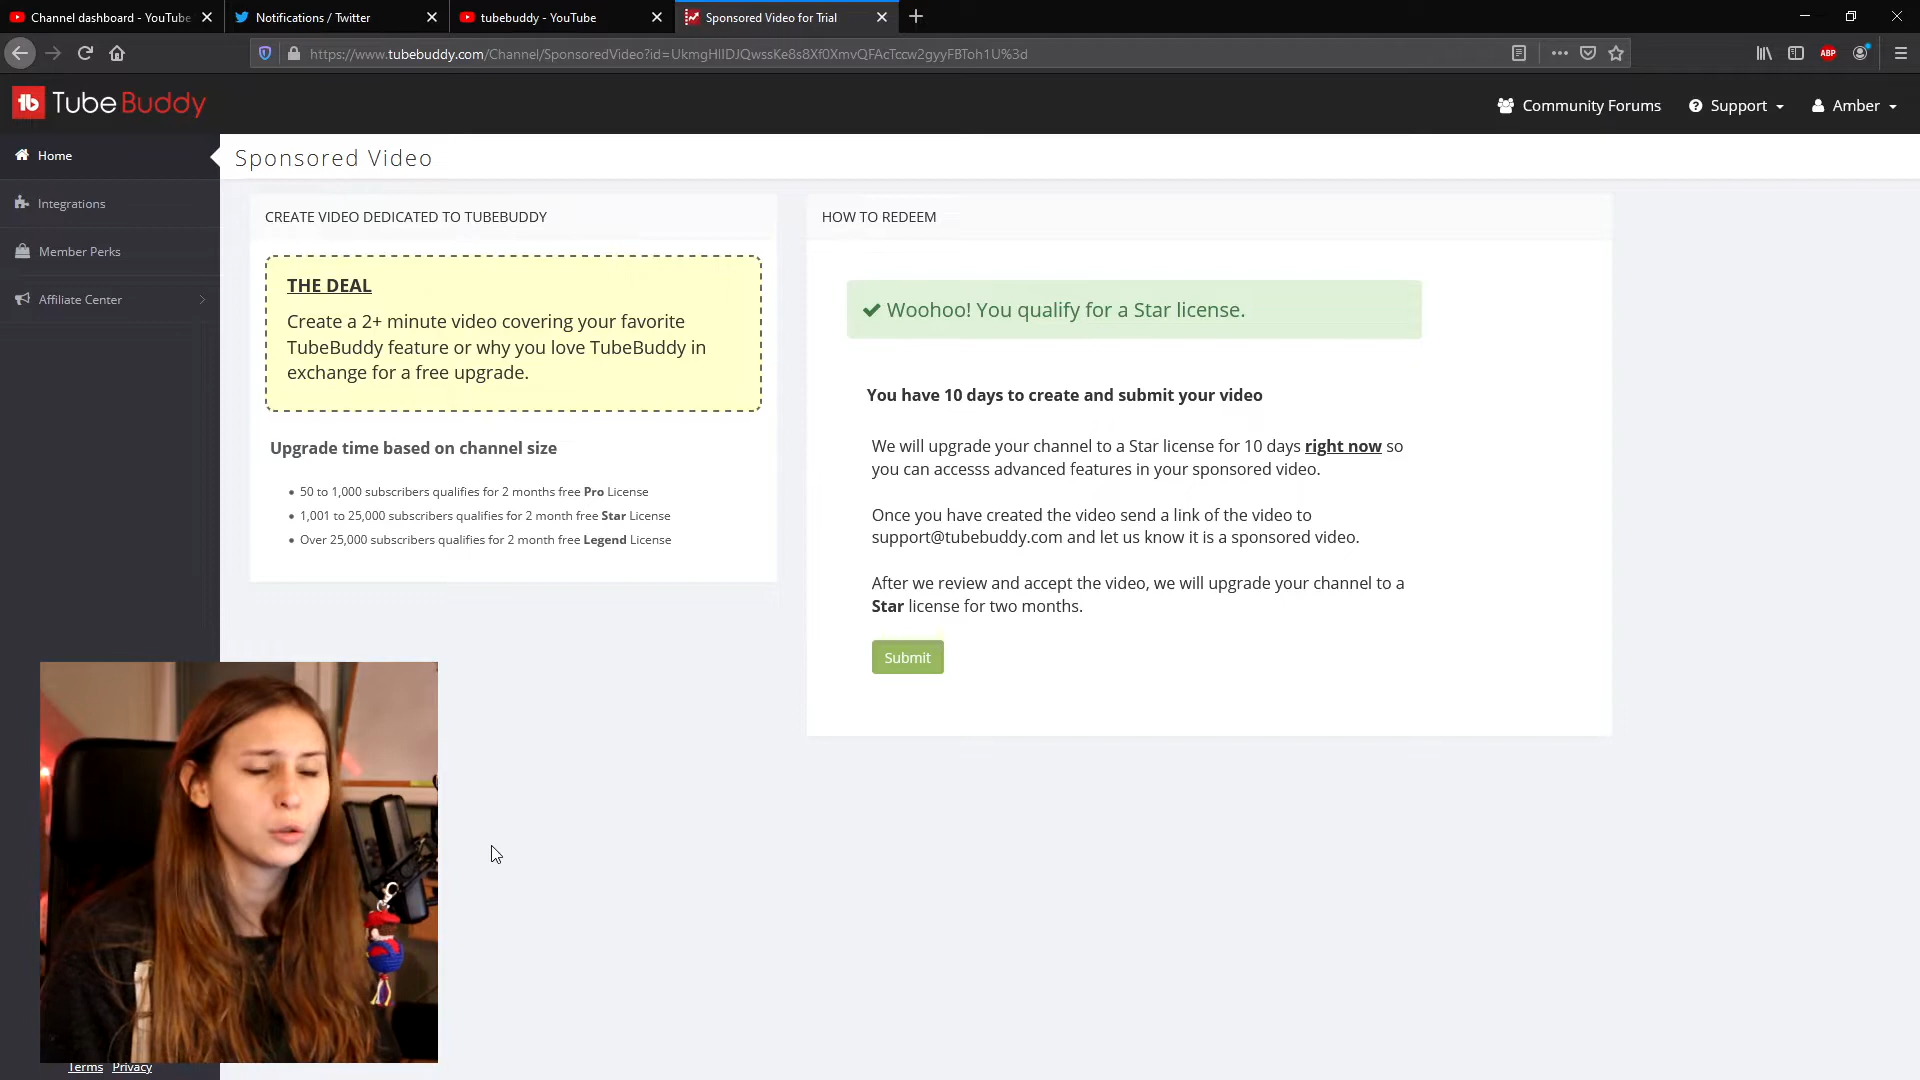 Channel dashboard - YouTube
Notifications / Twitter
tubebuddy - YouTube
Sponsored Video for Trial
https://www.tubebuddy.com/Channel/SponsoredVideo?id=UkmgHIIDJQwssKe8s8Xf0XmvQFAcTccw2gyyFBToh1U%3d
ABP
tb TubeBuddy
Community Forums
Support
Amber
Home
Integrations
Member Perks
Affiliate Center
Sponsored Video
CREATE VIDEO DEDICATED TO TUBEBUDDY
THE DEAL
Create a 2+ minute video covering your favorite
TubeBuddy feature or why you love TubeBuddy in
exchange for a free upgrade.
Upgrade time based on channel size
• 50 to 1,000 subscribers qualifies for 2 months free Pro License
• 1,001 to 25,000 subscribers qualifies for 2 month free Star License
• Over 25,000 subscribers qualifies for 2 month free Legend License
HOW TO REDEEM
Woohoo! You qualify for a Star license.
You have 10 days to create and submit your video
We will upgrade your channel to a Star license for 10 days right now so
you can accesss advanced features in your sponsored video.
Once you have created the video send a link of the video to
support@tubebuddy.com and let us know it is a sponsored video.
After we review and accept the video, we will upgrade your channel to a
Star license for two months.
Submit
Terms Privacy